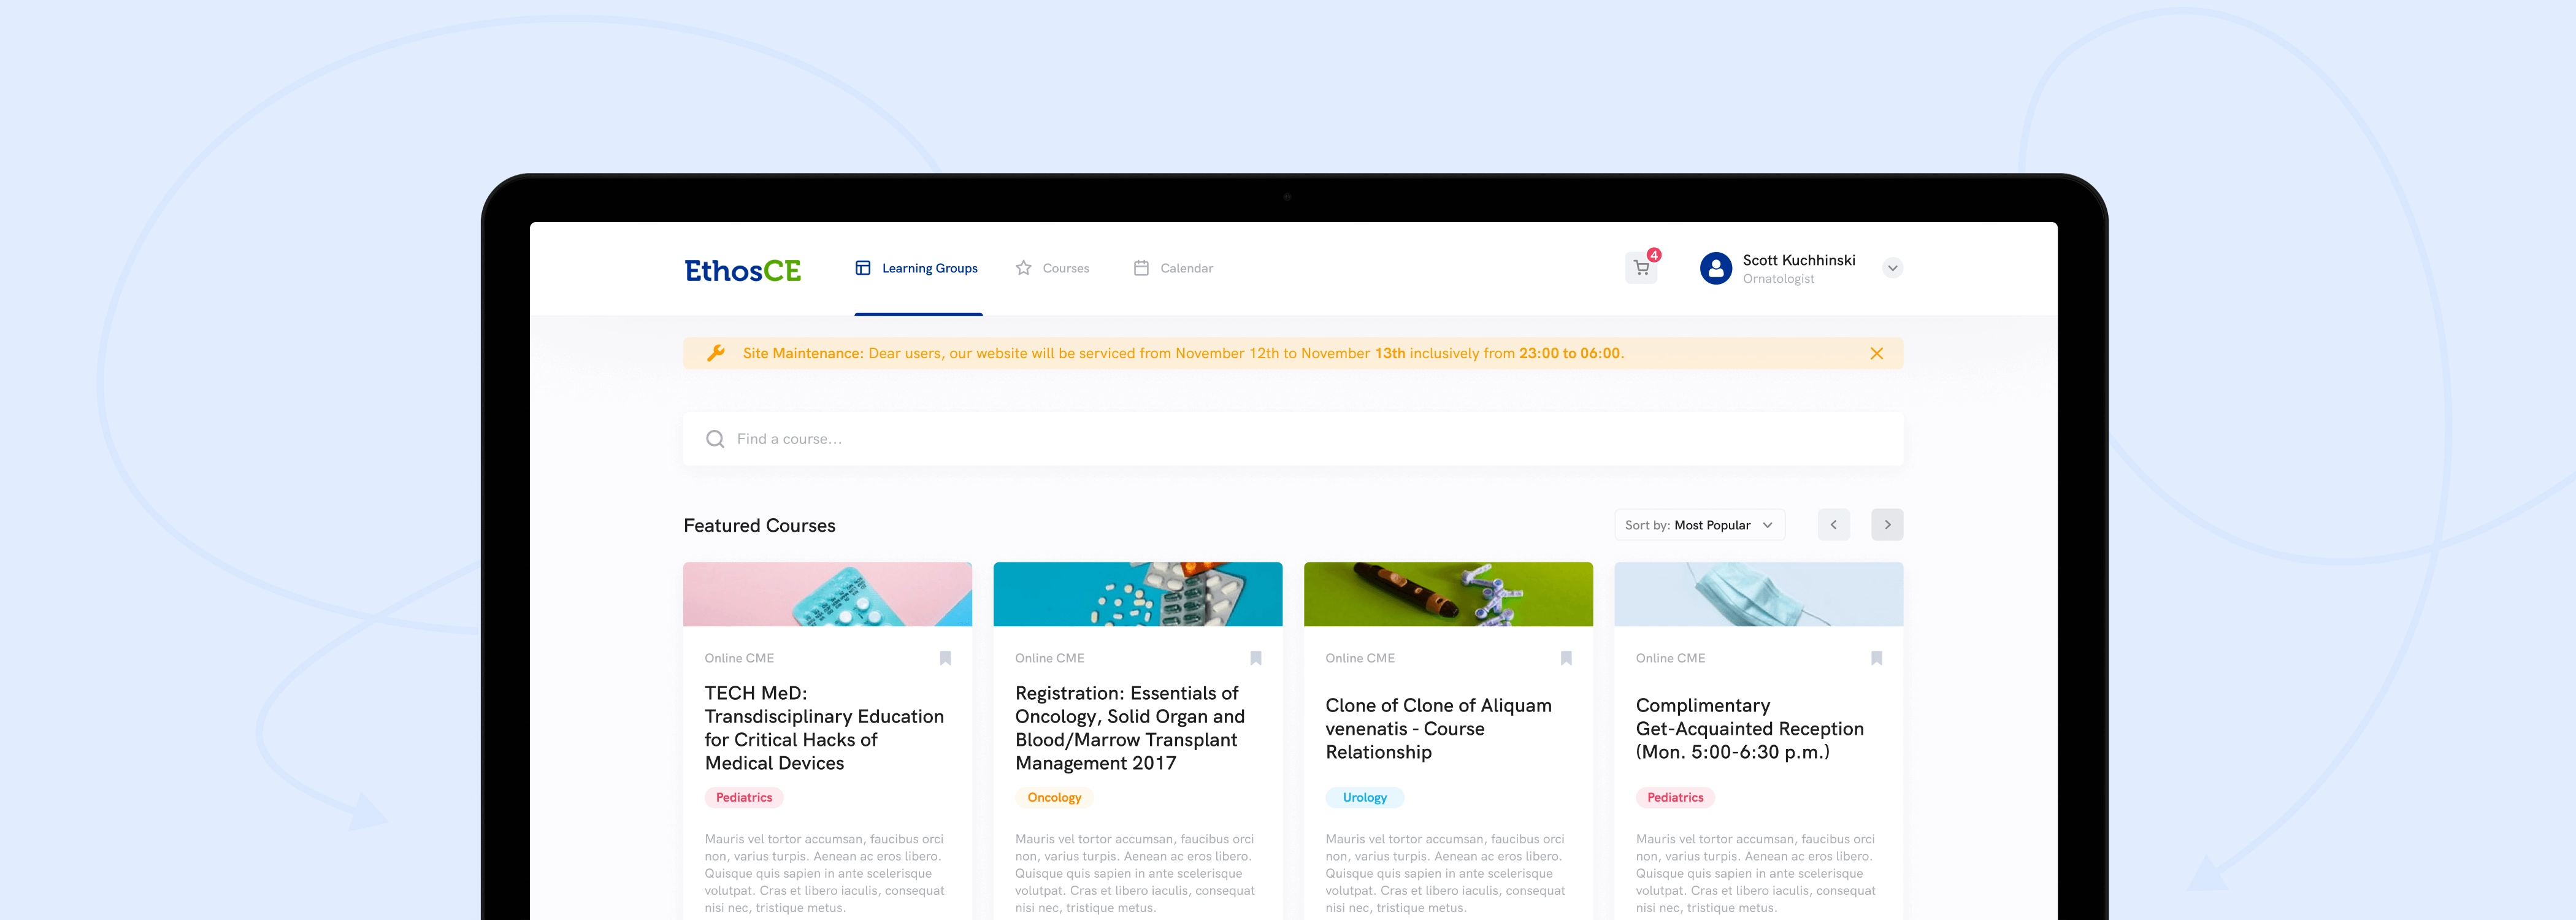 EthosCE
Learning Groups
Courses
Calendar
4
Scott Kuchhinski
Ornatologist
Site Maintenance: Dear users, our website will be serviced from November 12th to November 13th inclusively from 23:00 to 06:00.
Find a course...
Featured Courses
Sort by: Most Popular
Online CME
TECH MeD:
Transdisciplinary Education
for Critical Hacks of
Medical Devices
Pediatrics
Mauris vel tortor accumsan, faucibus orci
non, varius turpis. Aenean ac eros libero.
Quisque quis sapien in ante scelerisque
volutpat. Cras et libero iaculis, consequat
nisi nec, tristique metus.
Online CME
Registration: Essentials of
Oncology, Solid Organ and
Blood/Marrow Transplant
Management 2017
Oncology
Mauris vel tortor accumsan, faucibus orci
non, varius turpis. Aenean ac eros libero.
Quisque quis sapien in ante scelerisque
volutpat. Cras et libero iaculis, consequat
nisi nec, tristique metus.
Online CME
Clone of Clone of Aliquam
venenatis - Course
Relationship
Urology
Mauris vel tortor accumsan, faucibus orci
non, varius turpis. Aenean ac eros libero.
Quisque quis sapien in ante scelerisque
volutpat. Cras et libero iaculis, consequat
nisi nec, tristique metus.
Online CME
Complimentary
Get-Acquainted Reception
(Mon. 5:00-6:30 p.m.)
Pediatrics
Mauris vel tortor accumsan, faucibus orci
non, varius turpis. Aenean ac eros libero.
Quisque quis sapien in ante scelerisque
volutpat. Cras et libero iaculis, consequat
nisi nec, tristique metus.